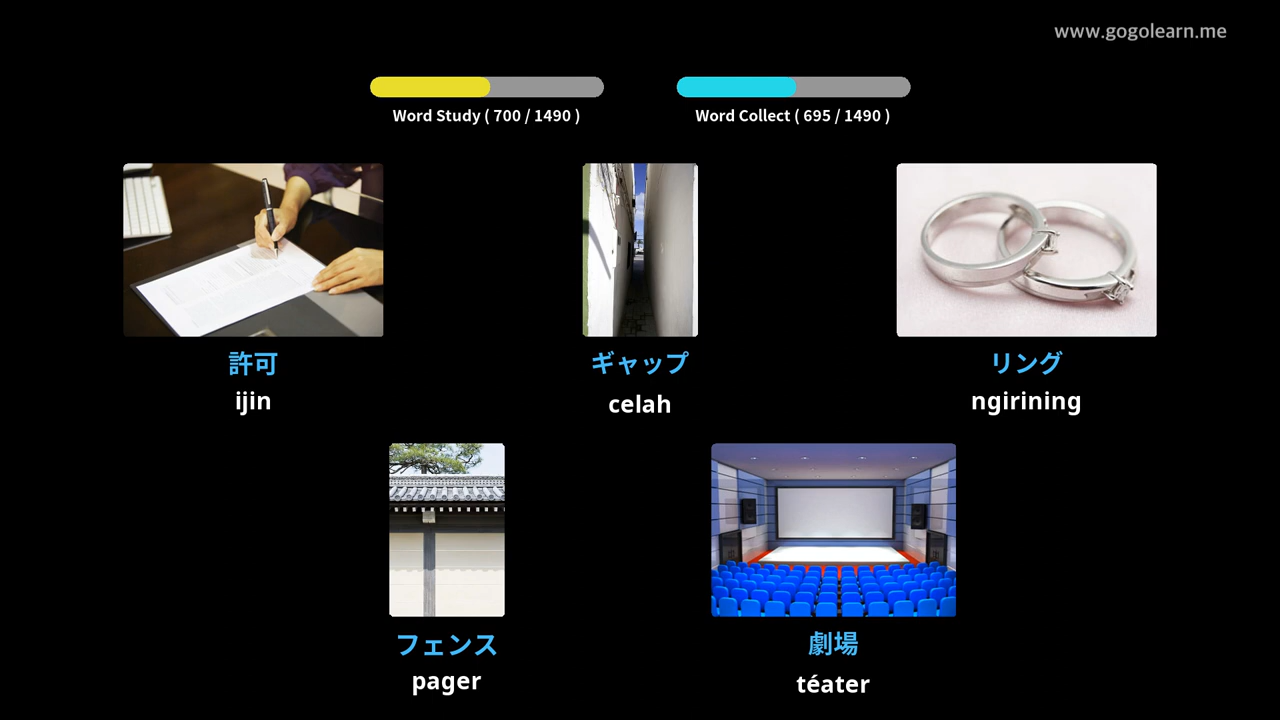 www.gogolearn.me
Word Study ( 700 / 1490 )
Word Collect ( 695 / 1490 )
許可
ijin
ギャップ
celah
リング
ngirining
フェンス
pager
劇場
téater